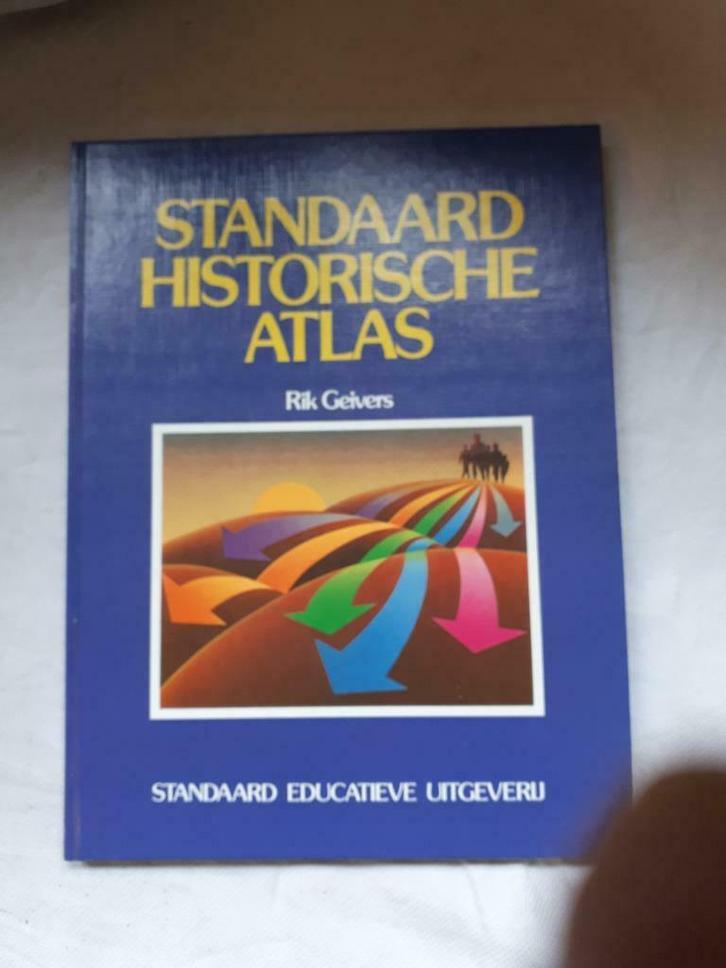 STANDAARD
HISTORISCHE
ATLAS
Rik Geivers
STANDAARD EDUCATIEVE UITGEVERIJ